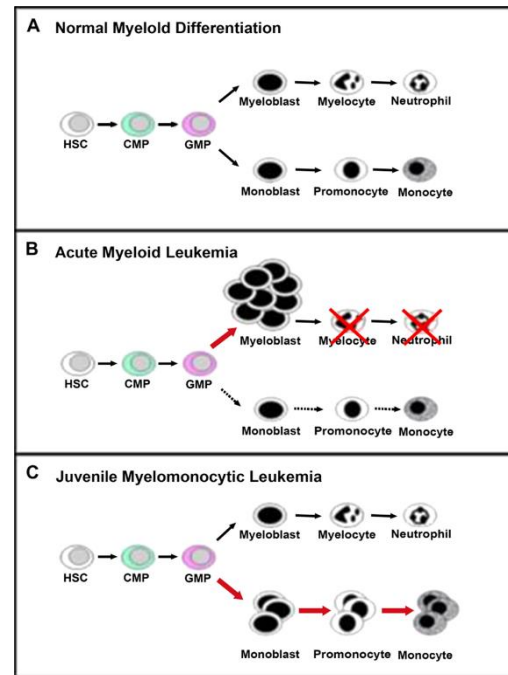 A Normal Myeloid Differentiation
Myeloblast Myelocyte Neutrophil
HSC CMP GMP
Monoblast Promonocyte Monocyte
B Acute Myeloid Leukemia
Myeloblast Myelocyte Neutrophil
HSC CMP GMP
Monoblast Promonocyte Monocyte
C Juvenile Myelomonocytic Leukemia
Myeloblast Myelocyte Neutrophil
HSC CMP GMP
Monoblast Promonocyte Monocyte